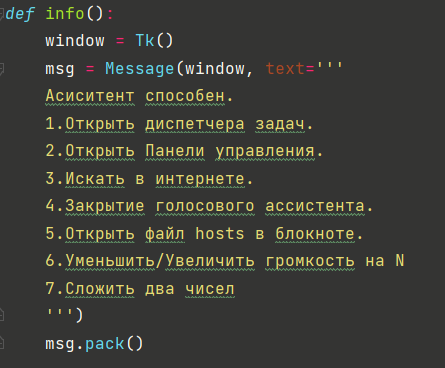 def info():
window = Tk()
msg = Message(window, text='''
Асиситент способен.
1.Открыть диспетчера задач.
2.Открыть Панели управления.
3.Искать в интернете.
4.Закрытие голосового ассистента.
5.Открыть файл hosts в блокноте.
6.Уменьшить/Увеличить громкость на N
7.Сложить два чисел
''')
msg.pack()